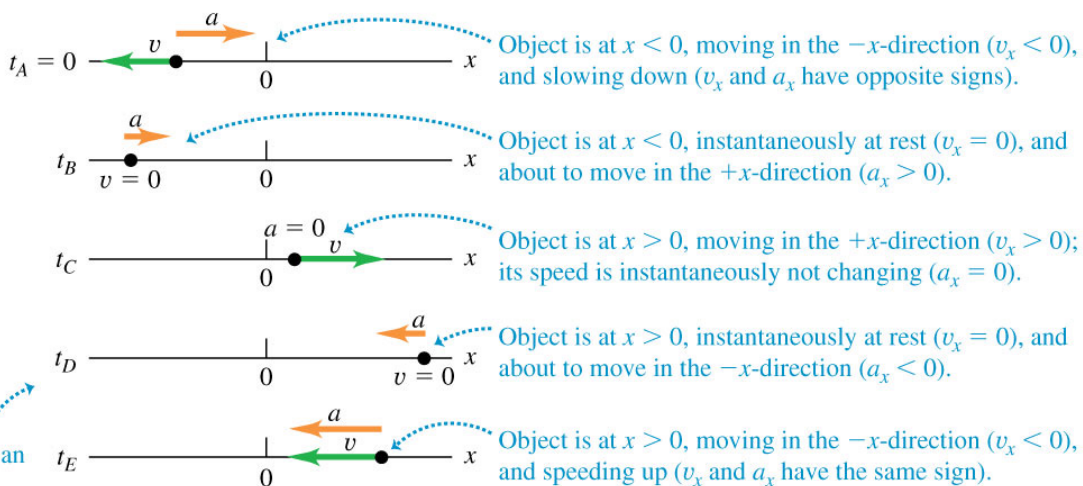 a
v
t_A = 0
0
x
Object is at x < 0, moving in the −x-direction (v_x < 0),
and slowing down (v_x and a_x have opposite signs).
a
t_B
v = 0
0
x
Object is at x < 0, instantaneously at rest (v_x = 0), and
about to move in the +x-direction (a_x > 0).
a = 0
v
t_C
0
x
Object is at x > 0, moving in the +x-direction (v_x > 0);
its speed is instantaneously not changing (a_x = 0).
a
t_D
0
v = 0
x
Object is at x > 0, instantaneously at rest (v_x = 0), and
about to move in the −x-direction (a_x < 0).
a
v
an
t_E
0
x
Object is at x > 0, moving in the −x-direction (v_x < 0),
and speeding up (v_x and a_x have the same sign).